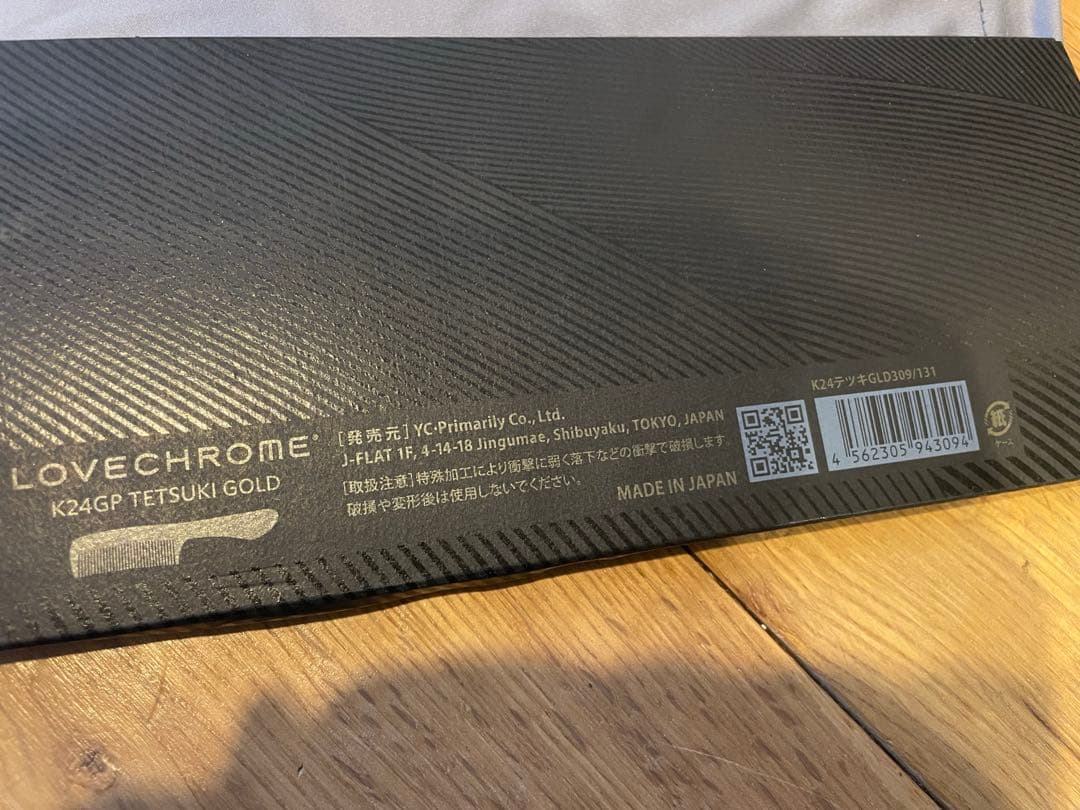 LOVECHROME®
K24GP TETSUKI GOLD
[発売元] YC・Primarily Co., Ltd.
J-FLAT 1F, 4-14-18 Jingumae, Shibuyaku, TOKYO, JAPAN
[取扱注意] 特殊加工により衝撃に弱く落下などの衝撃で破損します。
破損や変形後は使用しないでください。
MADE IN JAPAN
K24テツキGLD309/131
4 562305 943094
紙
ケース